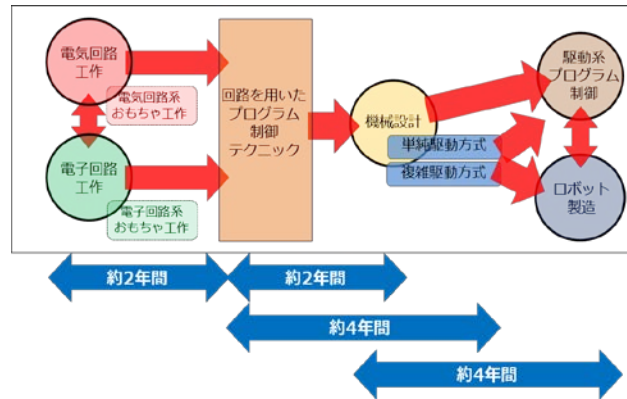 電気回路
工作
電気回路系
おもちゃ工作
電子回路
工作
電子回路系
おもちゃ工作
回路を用いた
プログラム
制御
テクニック
機械設計
単純駆動方式
複雑駆動方式
駆動系
プログラム
制御
ロボット
製造
約2年間
約2年間
約4年間
約4年間